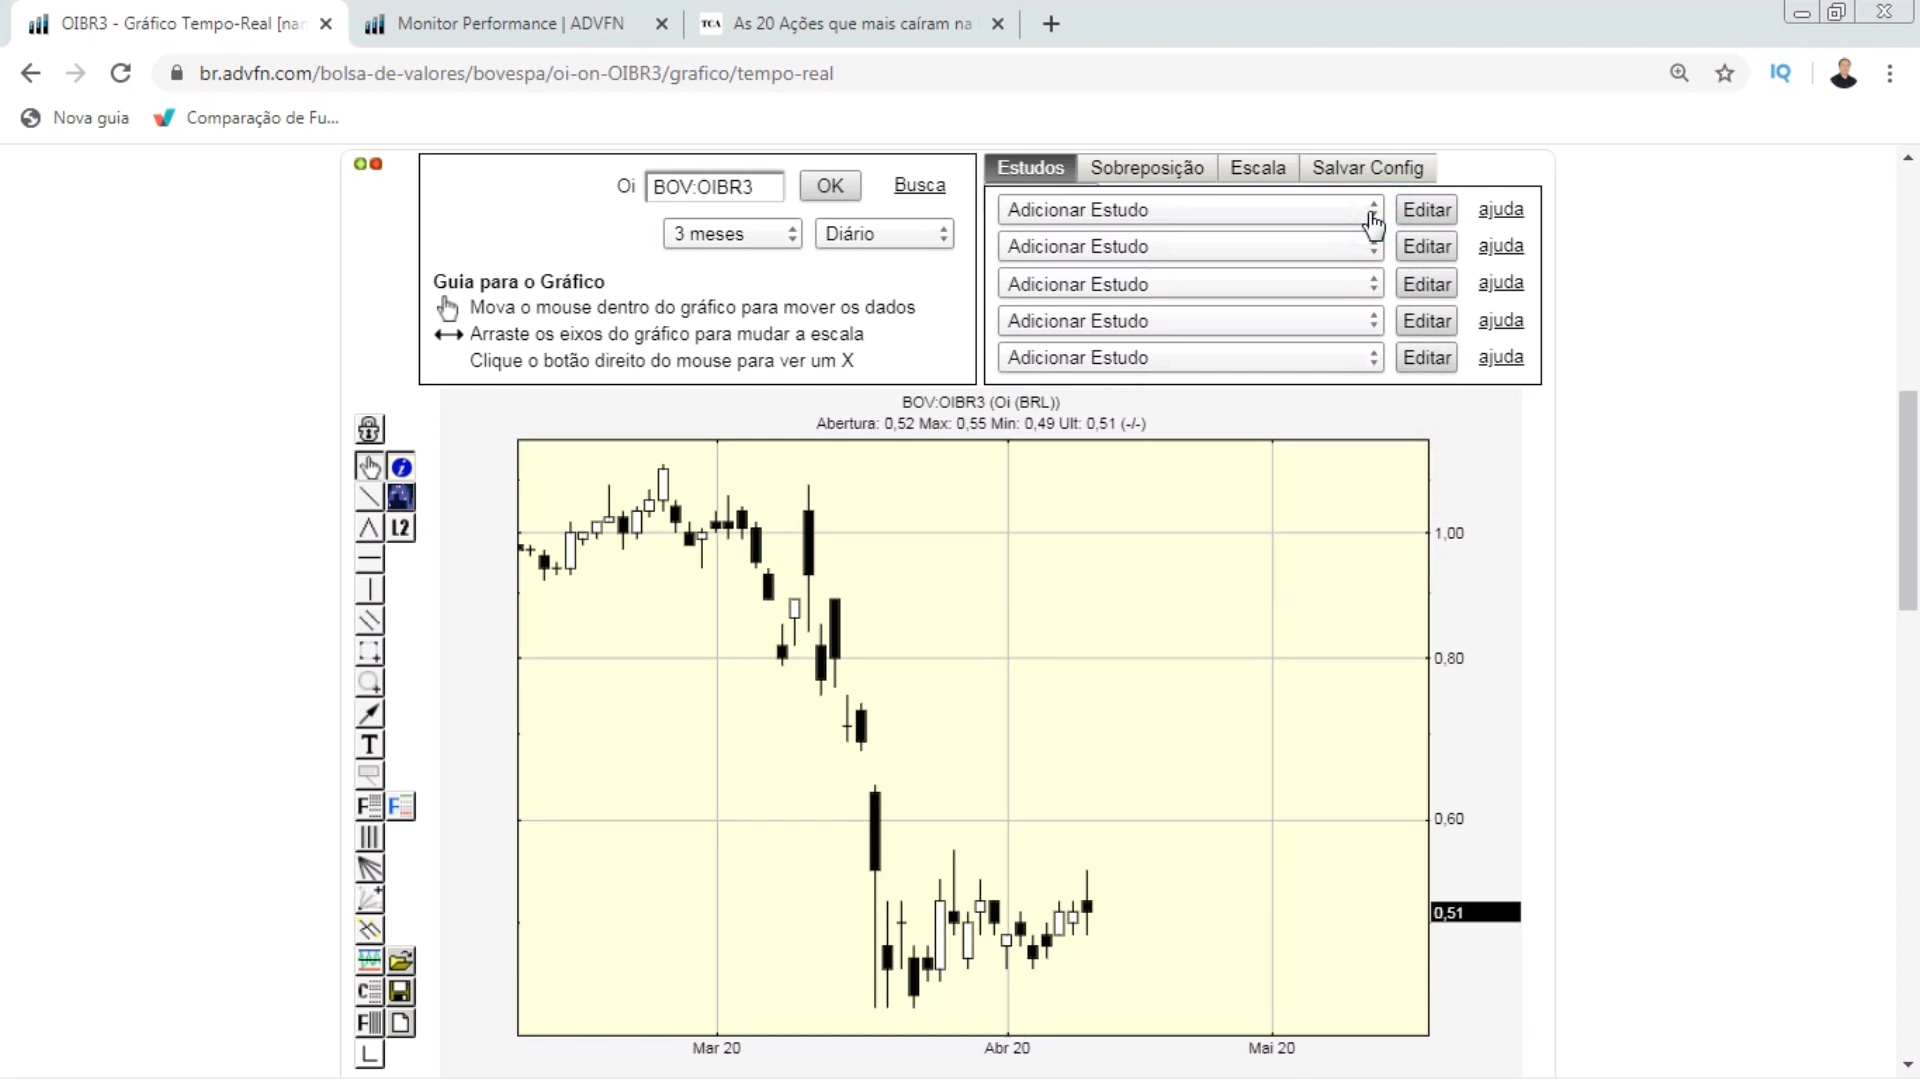 OIBR3 - Gráfico Tempo-Real [nar
Monitor Performance | ADVFN
TCA As 20 Ações que mais caíram na
br.advfn.com/bolsa-de-valores/bovespa/oi-on-OIBR3/grafico/tempo-real
IQ
Nova guia
Comparação de Fu...
Oi BOV:OIBR3 OK Busca
3 meses Diário
Guia para o Gráfico
Mova o mouse dentro do gráfico para mover os dados
Arraste os eixos do gráfico para mudar a escala
Clique o botão direito do mouse para ver um X
Estudos Sobreposição Escala Salvar Config
Adicionar Estudo Editar ajuda
Adicionar Estudo Editar ajuda
Adicionar Estudo Editar ajuda
Adicionar Estudo Editar ajuda
Adicionar Estudo Editar ajuda
BOV:OIBR3 (Oi (BRL))
Abertura: 0,52 Max: 0,55 Min: 0,49 Ult: 0,51 (-/-)
i
L2
T
F F
C
F
L
1,00
0,80
0,60
0,51
Mar 20 Abr 20 Mai 20